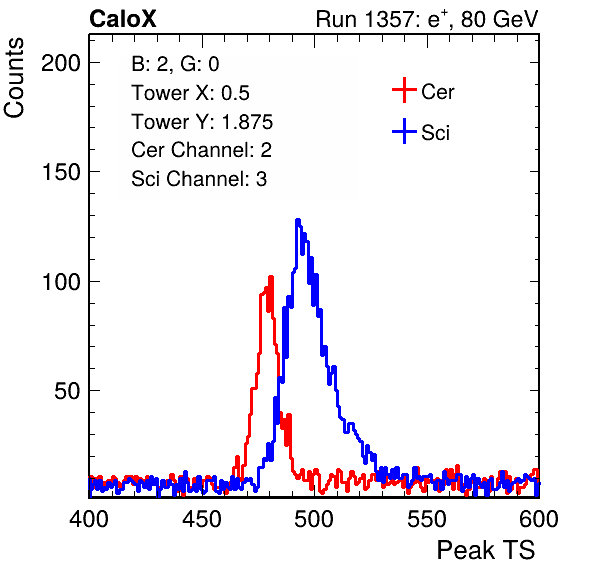 CaloX Run 1357: e⁺, 80 GeV
Counts
B: 2, G: 0
Tower X: 0.5
Tower Y: 1.875
Cer Channel: 2
Sci Channel: 3
Cer
Sci
200
150
100
50
400 450 500 550 600
Peak TS